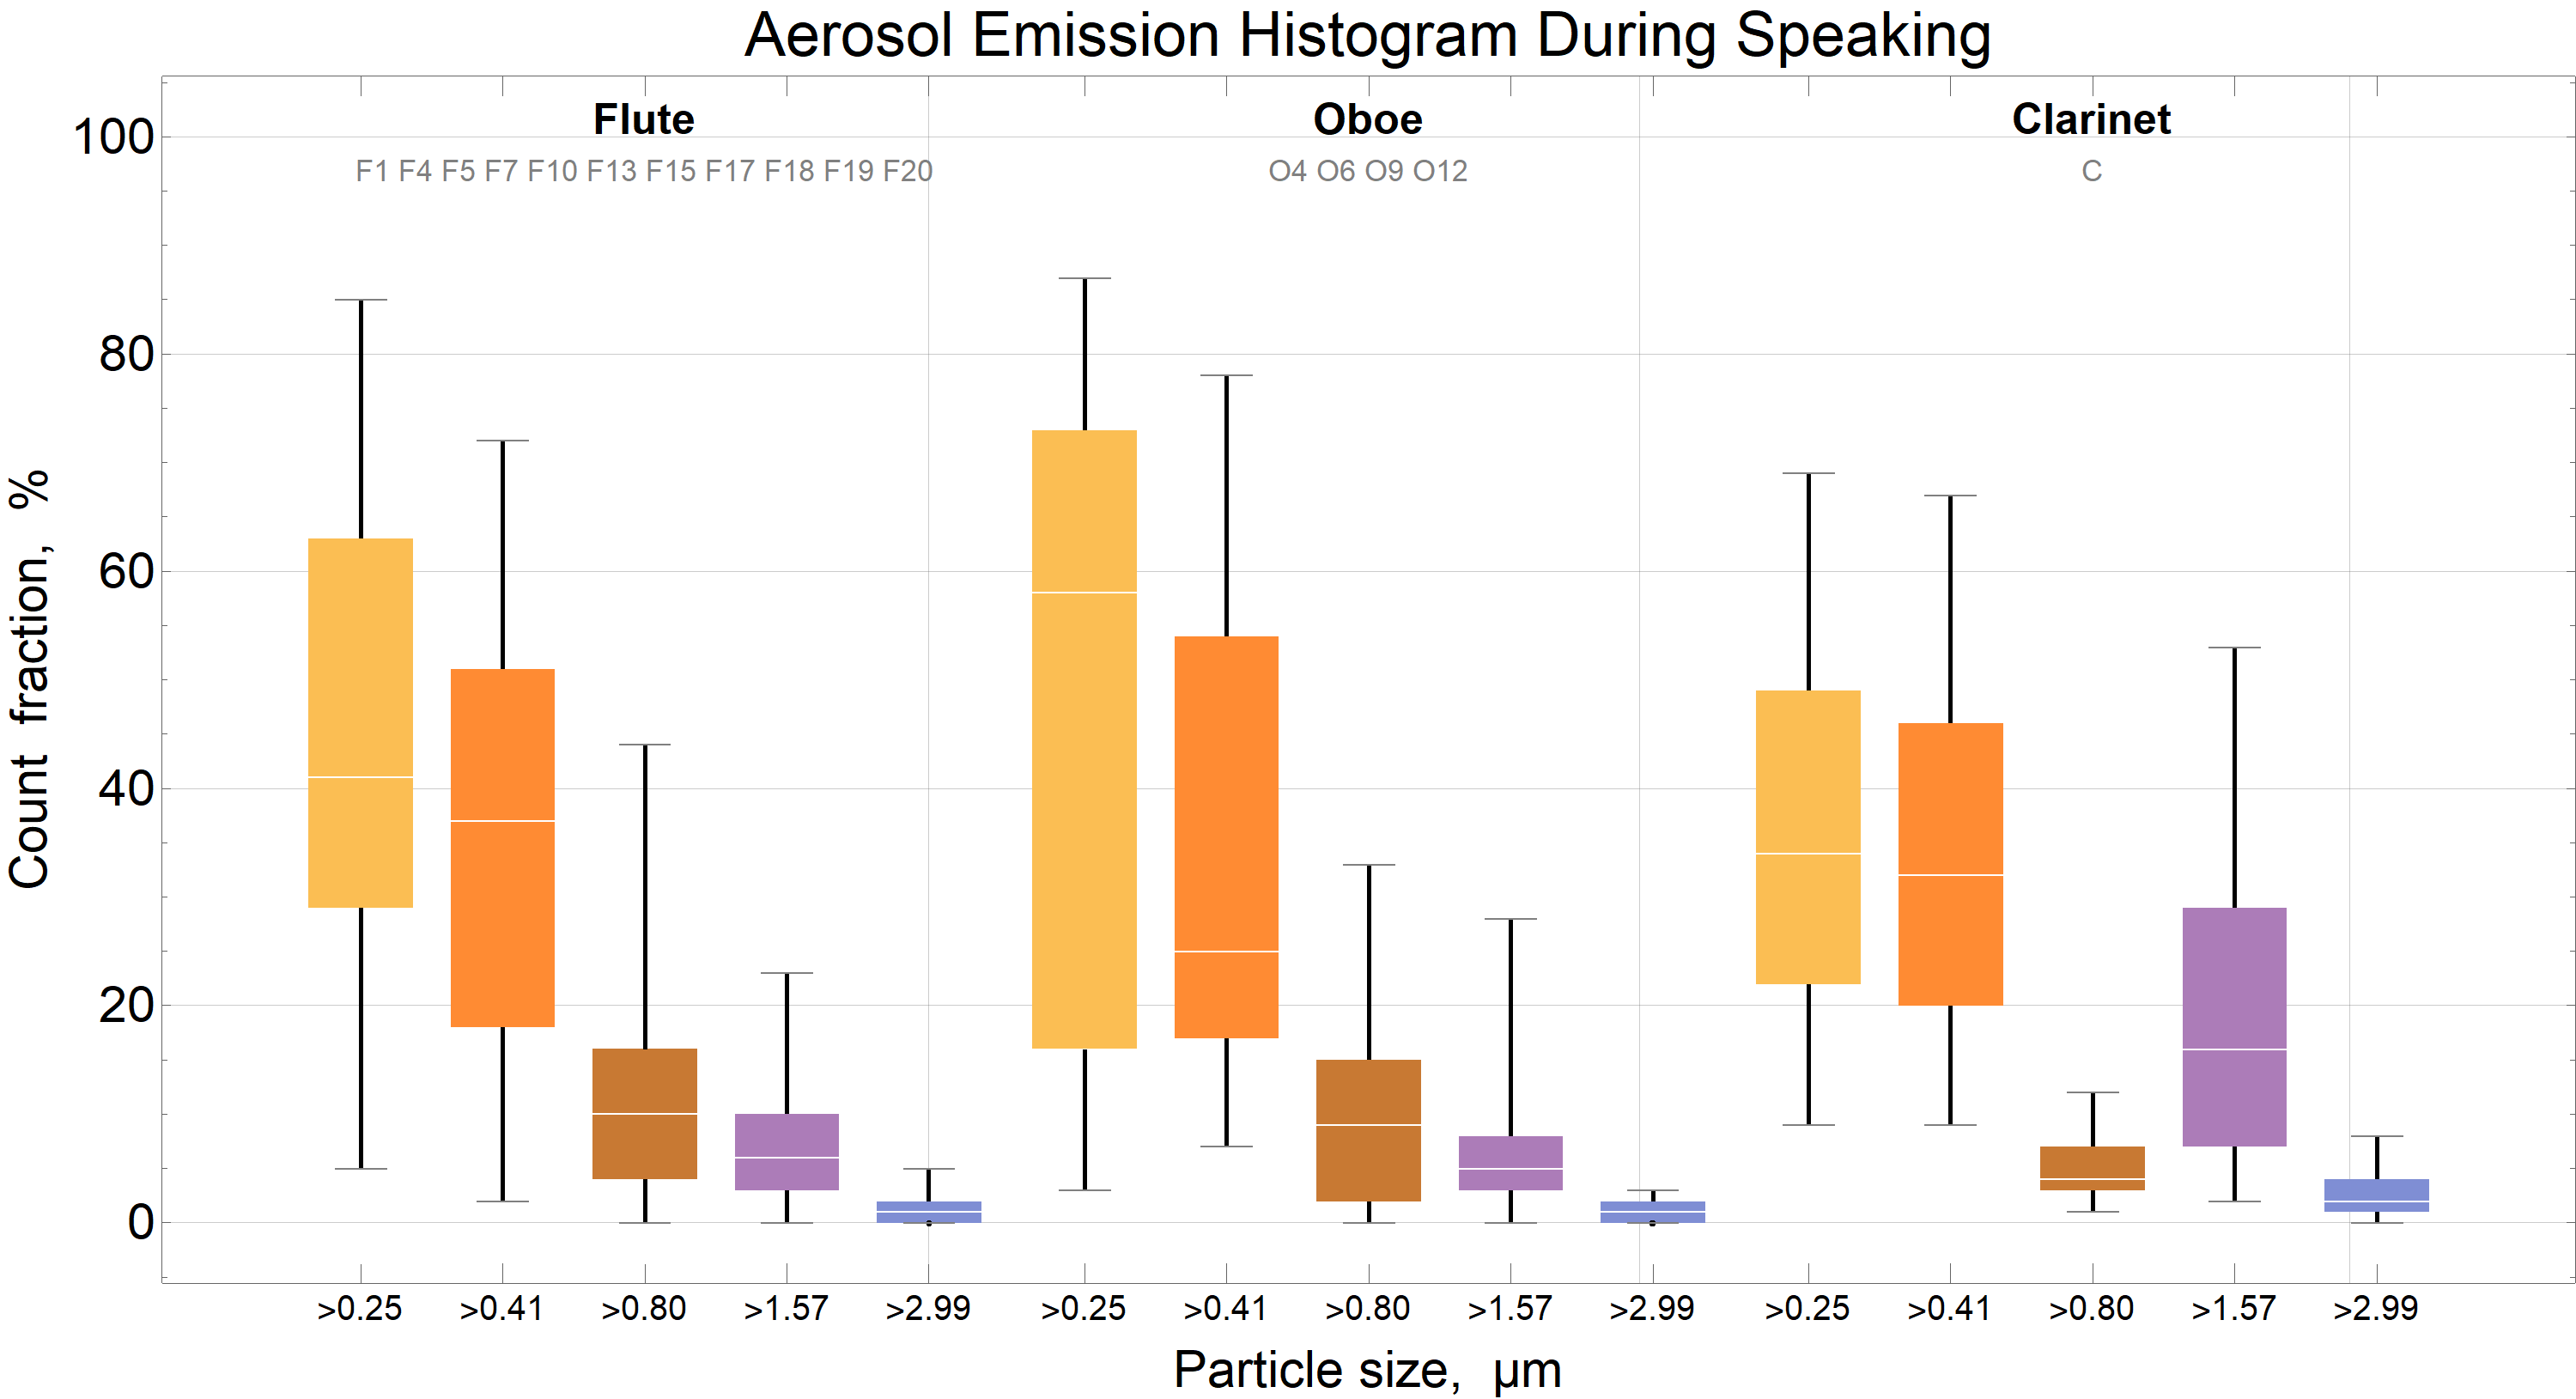 Aerosol Emission Histogram During Speaking
Flute Oboe Clarinet
F1 F4 F5 F7 F10 F13 F15 F17 F18 F19 F20 O4 O6 O9 O12 C
100
80
60
40
20
0
Count fraction, %
>0.25 >0.41 >0.80 >1.57 >2.99 >0.25 >0.41 >0.80 >1.57 >2.99 >0.25 >0.41 >0.80 >1.57 >2.99
Particle size, μm